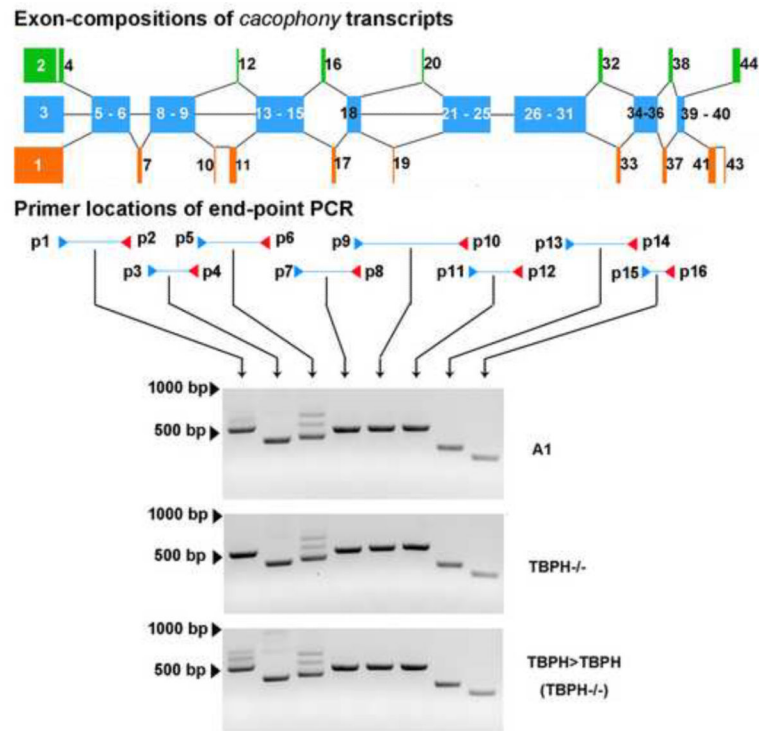 Exon-compositions of cacophony transcripts
2 4 12 16 20 32 38 44
3 5 - 6 8 - 9 13 - 15 18 21 - 25 26 - 31 34-36 39 - 40
1 7 10 11 17 19 33 37 41 43
Primer locations of end-point PCR
p1 p2 p5 p6 p9 p10 p13 p14
p3 p4 p7 p8 p11 p12 p15 p16
1000 bp
500 bp
A1
1000 bp
500 bp
TBPH-/-
1000 bp
500 bp
TBPH>TBPH
(TBPH-/-)